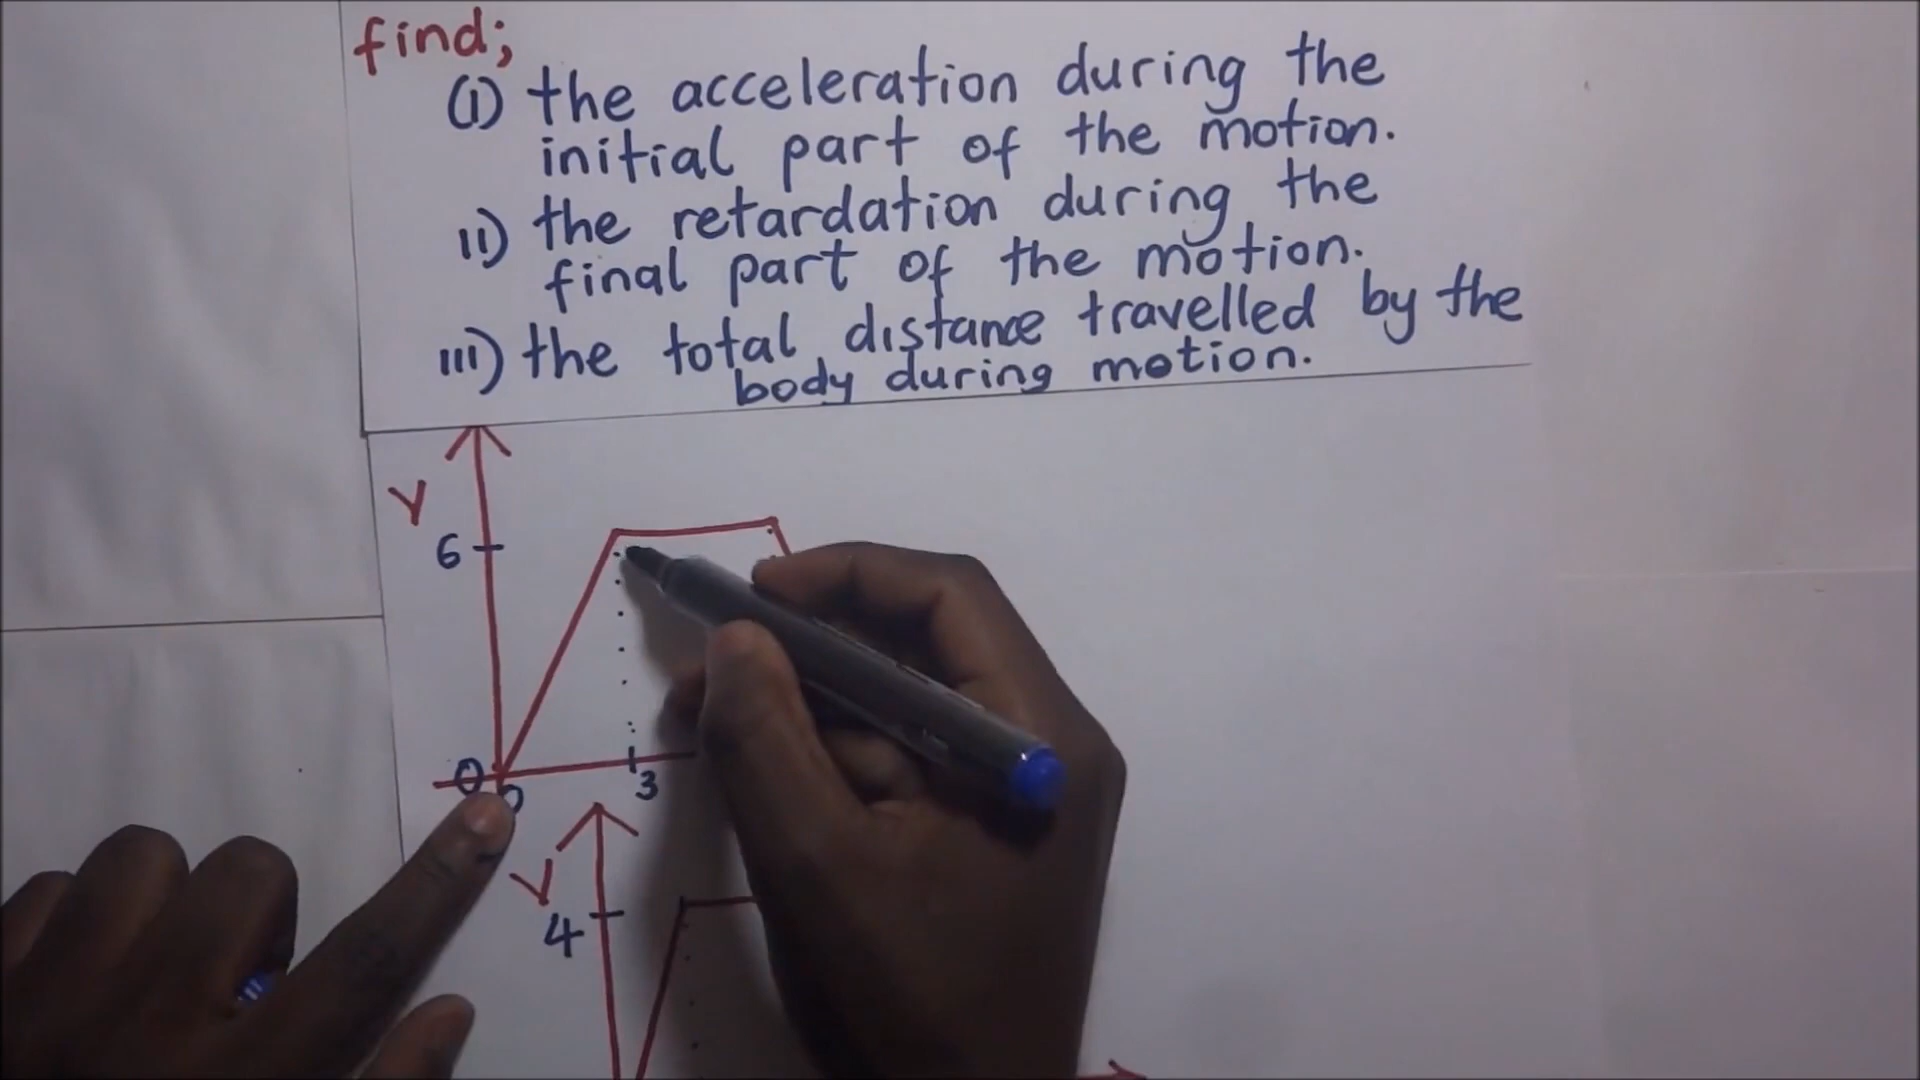 find;
(i) the acceleration during the
initial part of the motion.
ii) the retardation during the
final part of the motion.
iii) the total distance travelled by the
body during motion.
V
6
0
0
3
V
4